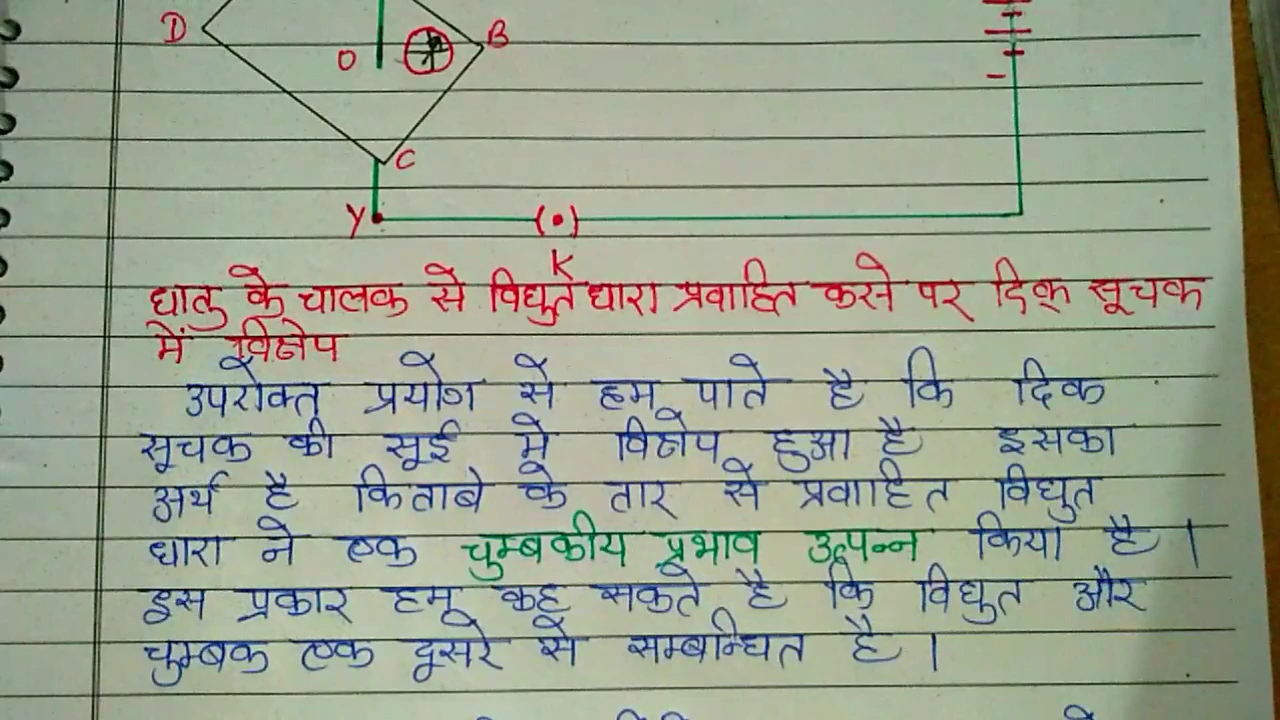 D
O
B
C
Y
(•)
K
धातु के चालक से विद्युत धारा प्रवाहित करने पर दिक् सूचक
में विक्षेप
उपरोक्त प्रयोग से हम पाते है कि दिक
सूचक की सूई मे विक्षेप हुआ है इसका
अर्थ है कि ताबे के तार से प्रवाहित विद्युत
धारा ने एक चुम्बकीय प्रभाव उत्पन्न किया है।
इस प्रकार हम कह सकते है कि विद्युत और
चुम्बक एक दूसरे से सम्बन्धित है।